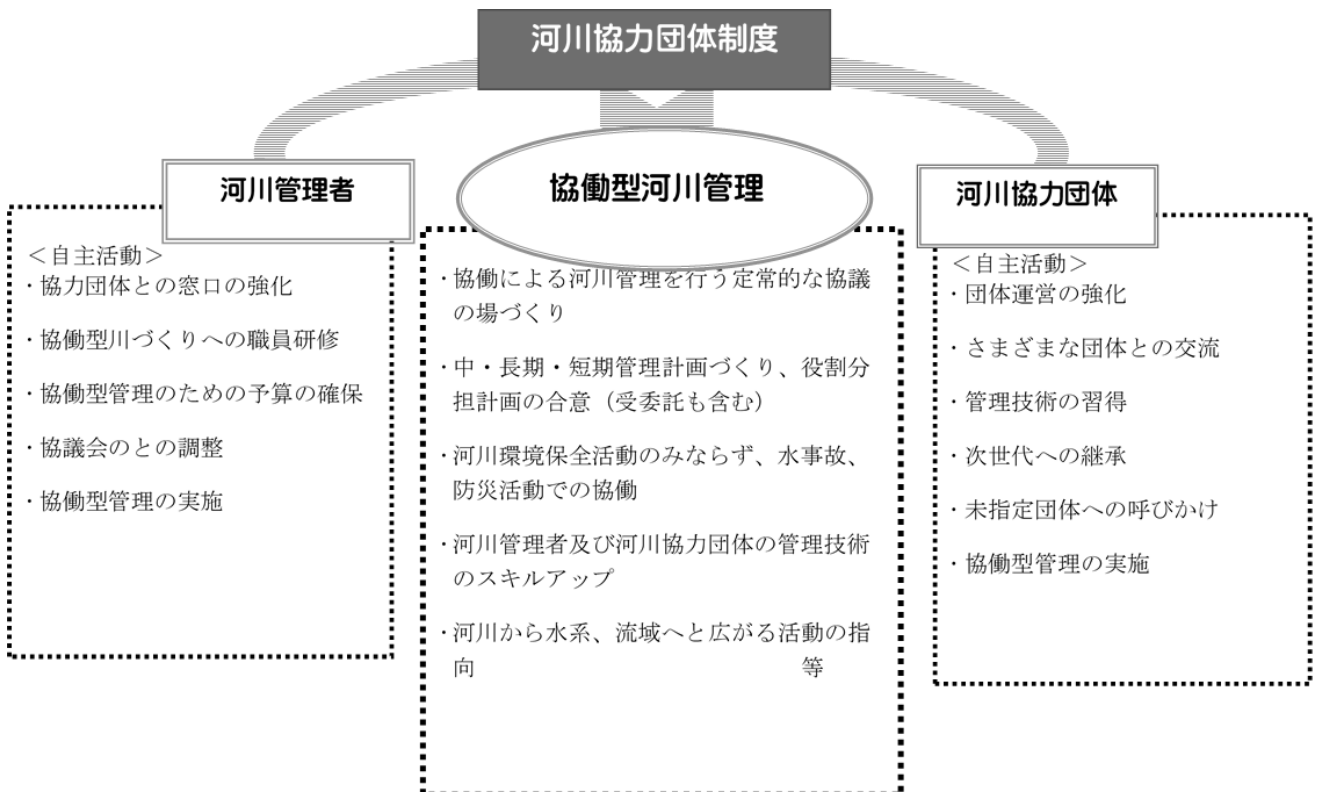 河川協力団体制度
河川管理者
＜自主活動＞
・協力団体との窓口の強化
・協働型川づくりへの職員研修
・協働型管理のための予算の確保
・協議会のとの調整
・協働型管理の実施
協働型河川管理
・協働による河川管理を行う定常的な協議
の場づくり
・中・長期・短期管理計画づくり、役割分
担計画の合意（受委託も含む）
・河川環境保全活動のみならず、水事故、
防災活動での協働
・河川管理者及び河川協力団体の管理技術
のスキルアップ
・河川から水系、流域へと広がる活動の指
向　等
河川協力団体
＜自主活動＞
・団体運営の強化
・さまざまな団体との交流
・管理技術の習得
・次世代への継承
・未指定団体への呼びかけ
・協働型管理の実施